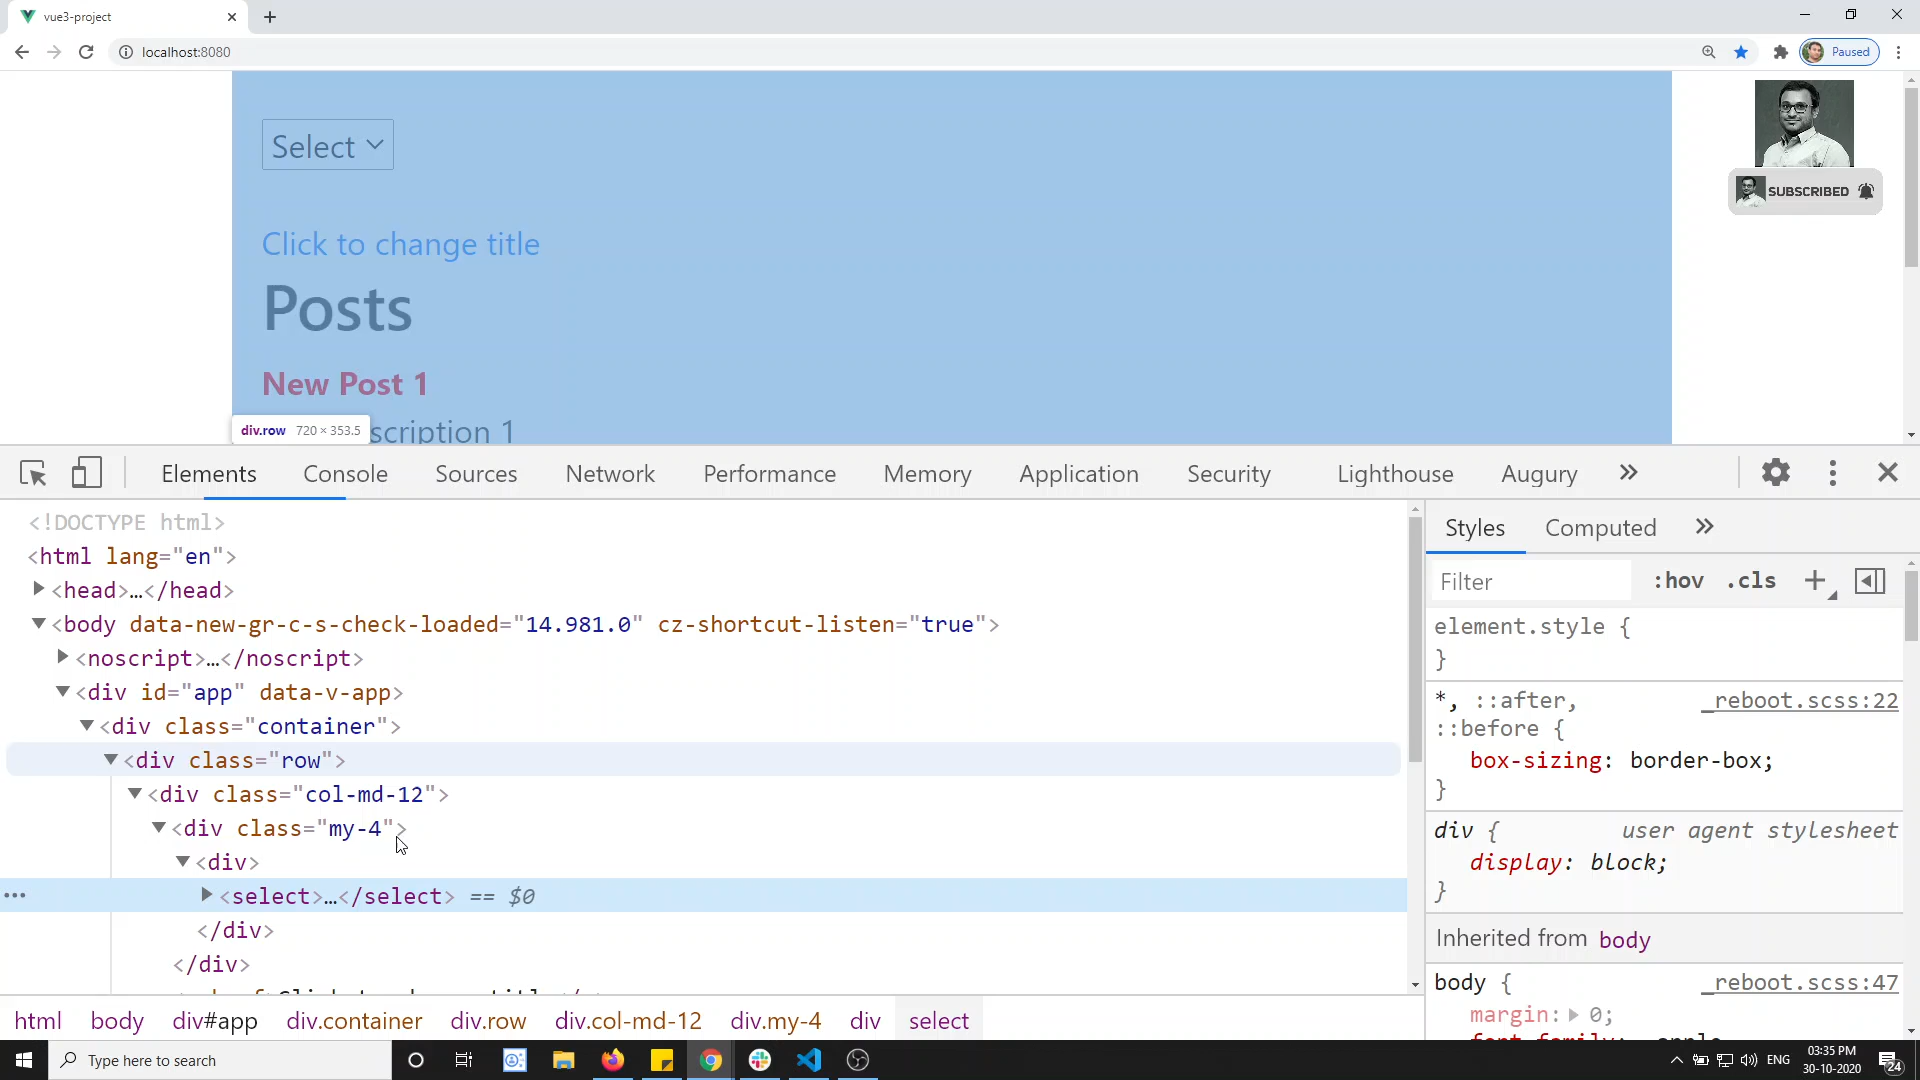 vue3-project
localhost:8080
Paused
SUBSCRIBED
Select
Click to change title
Posts
New Post 1
div.row 720 × 353.5
scription 1
Elements Console Sources Network Performance Memory Application Security Lighthouse Augury
<!DOCTYPE html>
<html lang="en">
<head>…</head>
<body data-new-gr-c-s-check-loaded="14.981.0" cz-shortcut-listen="true">
<noscript>…</noscript>
<div id="app" data-v-app>
<div class="container">
<div class="row">
<div class="col-md-12">
<div class="my-4">
<div>
<select>…</select> == $0
</div>
</div>
html body div#app div.container div.row div.col-md-12 div.my-4 div select
Styles Computed
Filter :hov .cls
element.style {
}
*, ::after, _reboot.scss:22
::before {
box-sizing: border-box;
}
div { user agent stylesheet
display: block;
}
Inherited from body
body { _reboot.scss:47
margin: 0;
Type here to search
ENG
03:35 PM
30-10-2020
24